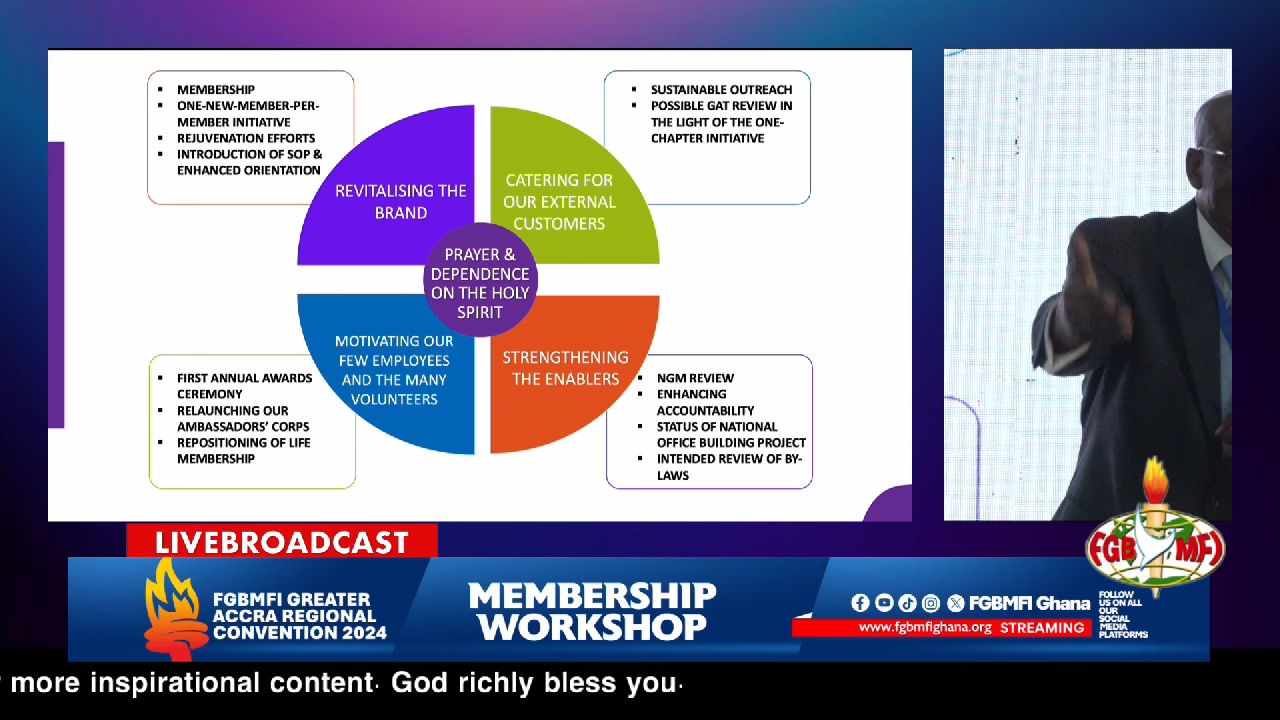 ▪ MEMBERSHIP
▪ ONE-NEW-MEMBER-PER-
MEMBER INITIATIVE
▪ REJUVENATION EFFORTS
▪ INTRODUCTION OF SOP &
ENHANCED ORIENTATION
▪ SUSTAINABLE OUTREACH
▪ POSSIBLE GAT REVIEW IN
THE LIGHT OF THE ONE-
CHAPTER INITIATIVE
REVITALISING THE
BRAND
CATERING FOR
OUR EXTERNAL
CUSTOMERS
PRAYER &
DEPENDENCE
ON THE HOLY
SPIRIT
MOTIVATING OUR
FEW EMPLOYEES
AND THE MANY
VOLUNTEERS
STRENGTHENING
THE ENABLERS
▪ FIRST ANNUAL AWARDS
CEREMONY
▪ RELAUNCHING OUR
AMBASSADORS' CORPS
▪ REPOSITIONING OF LIFE
MEMBERSHIP
▪ NGM REVIEW
▪ ENHANCING
ACCOUNTABILITY
▪ STATUS OF NATIONAL
OFFICE BUILDING PROJECT
▪ INTENDED REVIEW OF BY-
LAWS
LIVEBROADCAST
FGBMFI GREATER
ACCRA REGIONAL
CONVENTION 2024
MEMBERSHIP
WORKSHOP
FGBMFI Ghana
www.fgbmfighana.org STREAMING
FOLLOW
US ON ALL
OUR
SOCIAL
MEDIA
PLATFORMS
FGB MFI
more inspirational content. God richly bless you.